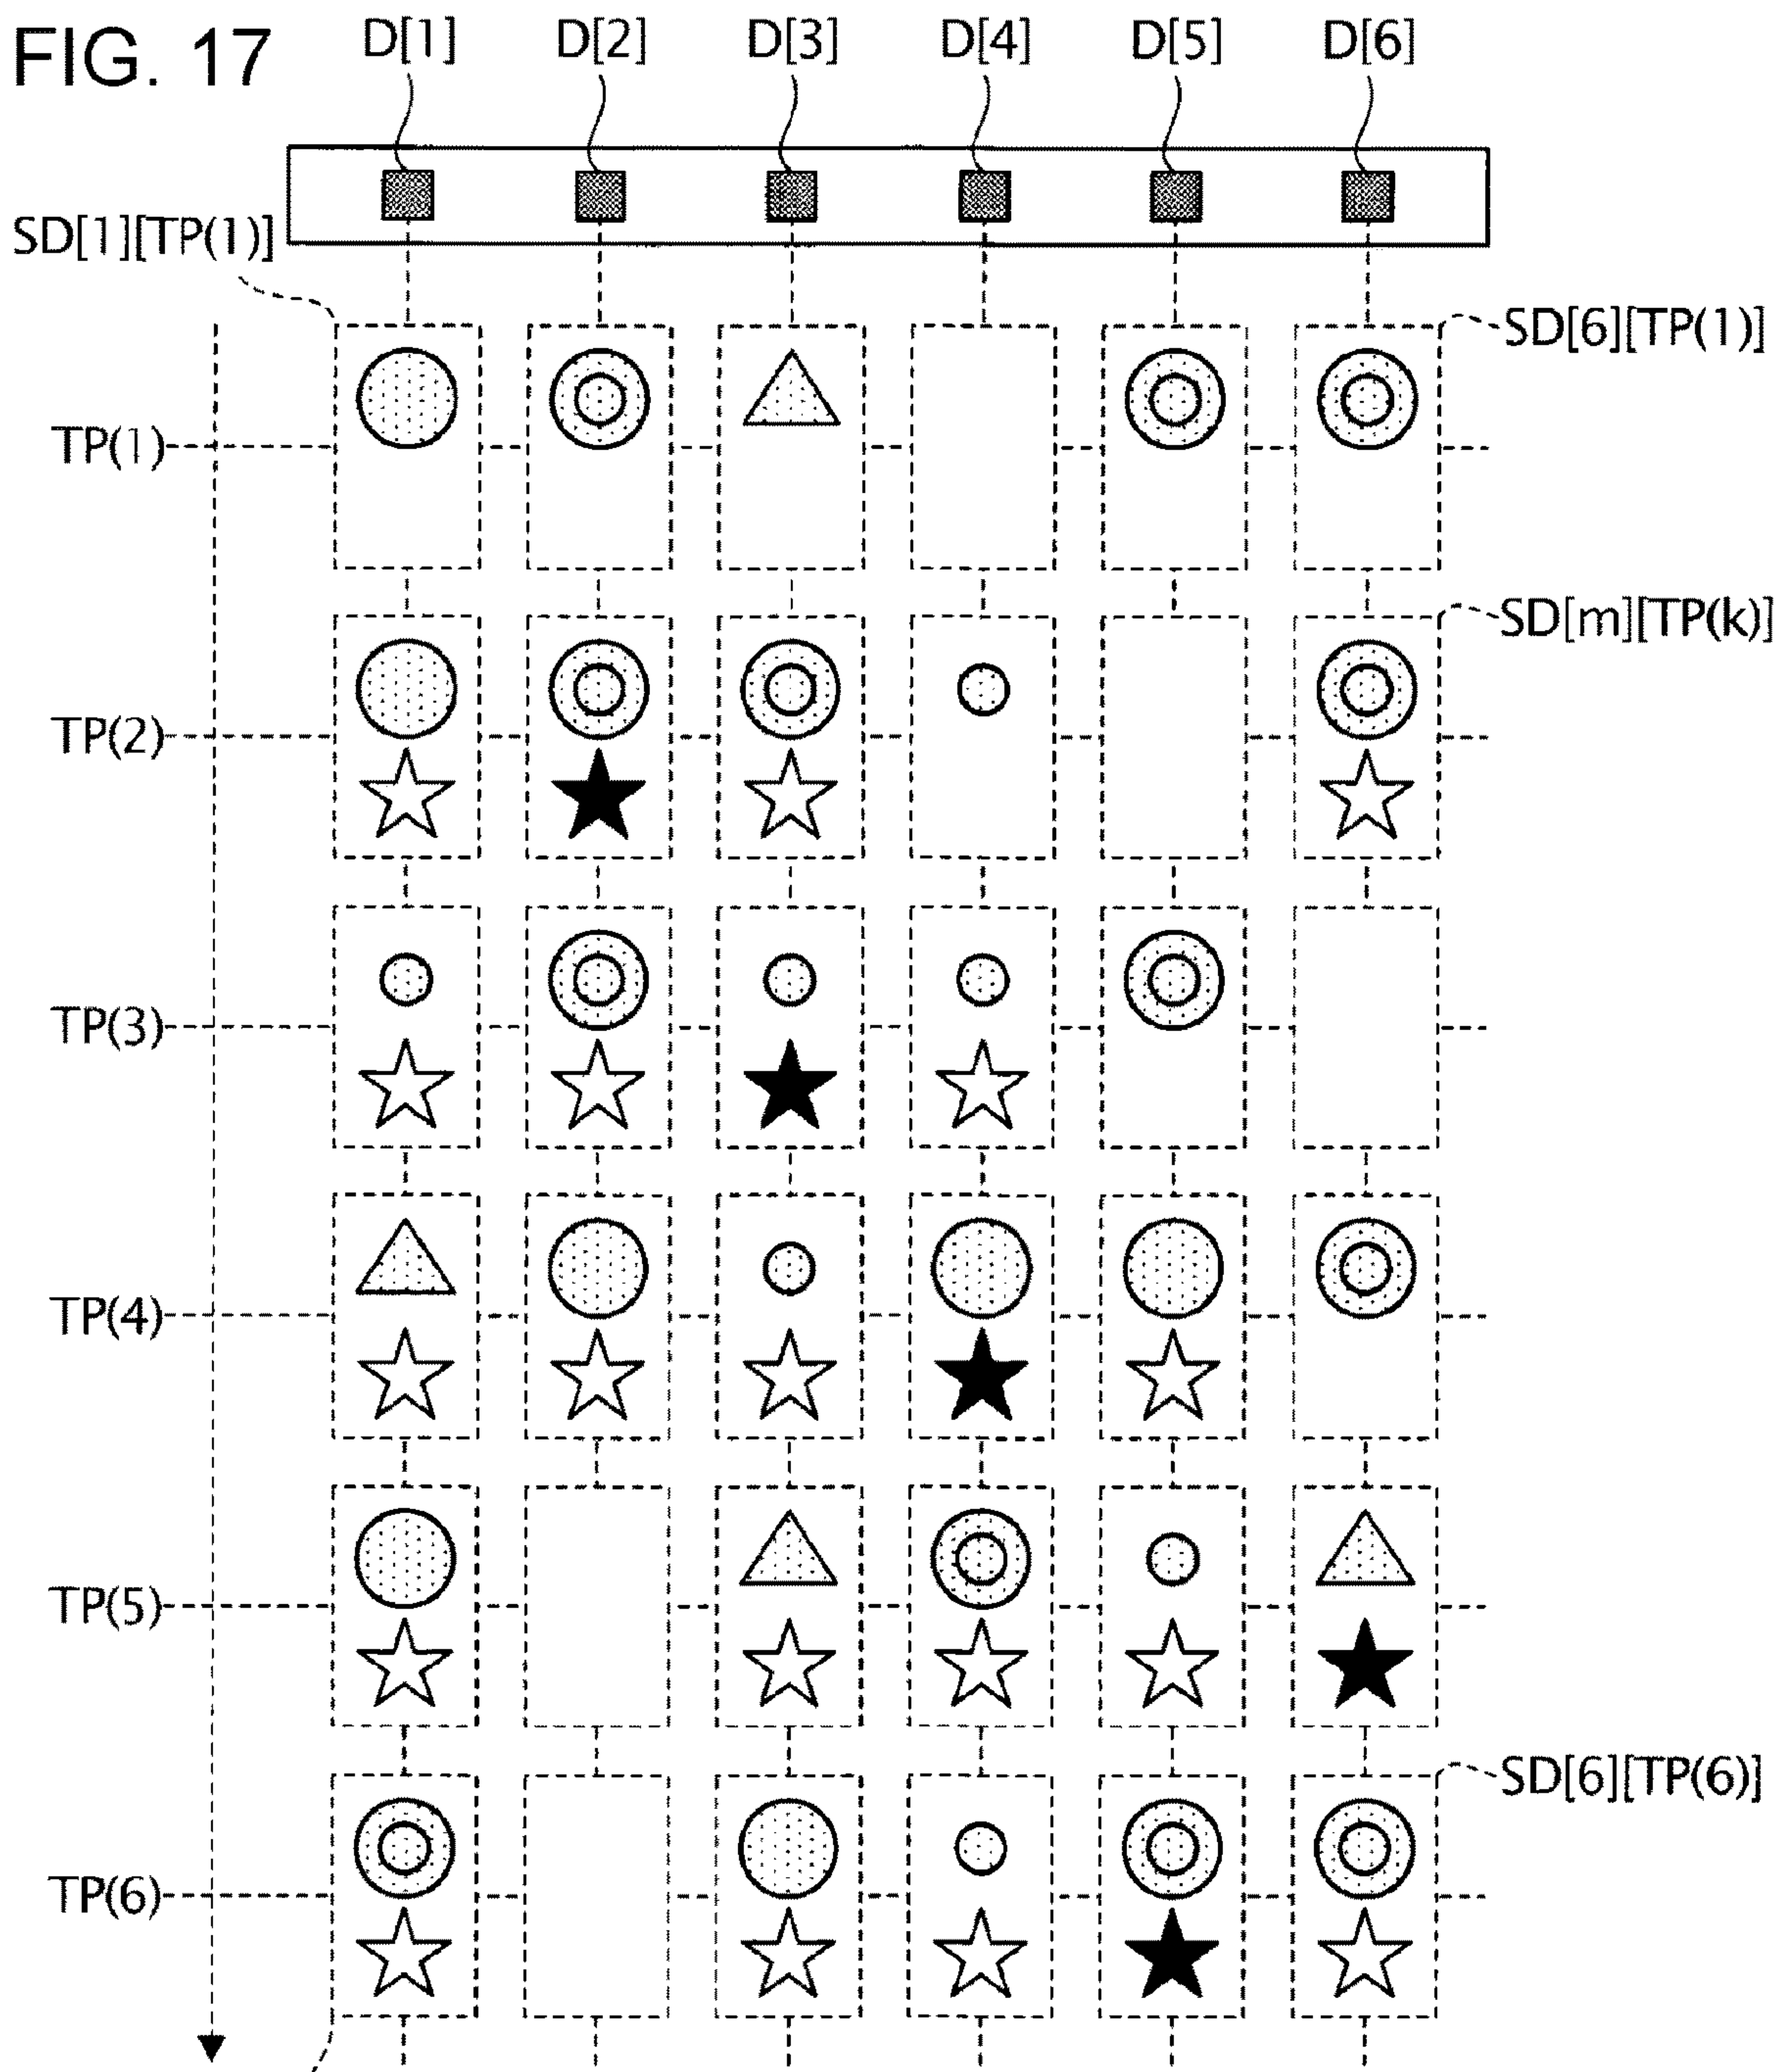 FIG. 17
D[1] D[2] D[3] D[4] D[5] D[6]
SD[1][TP(1)]
SD[6][TP(1)]
TP(1)
SD[m][TP(k)]
TP(2)
TP(3)
TP(4)
TP(5)
SD[6][TP(6)]
TP(6)